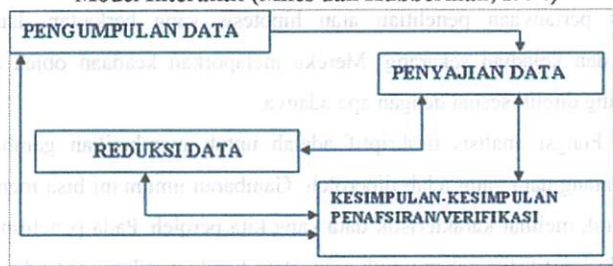 PENGUMPULAN DATA
PENYAJIAN DATA
REDUKSI DATA
KESIMPULAN-KESIMPULAN
PENAFSIRAN/VERIFIKASI